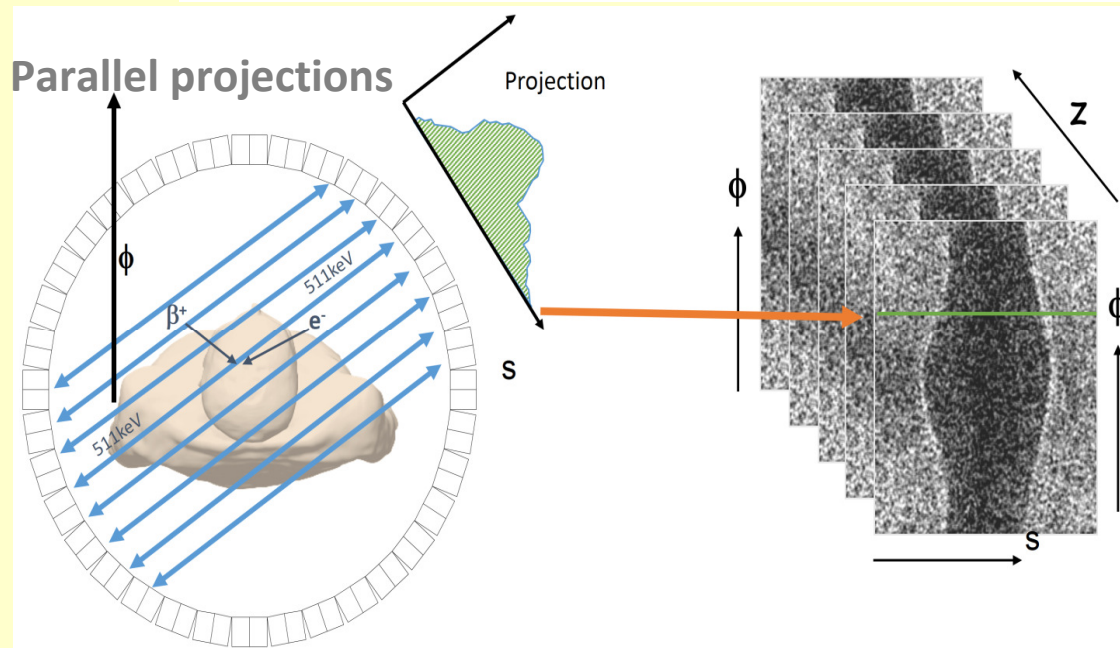 Parallel projections
Projection
ϕ
511keV
β+
e-
511keV
s
ϕ
z
ϕ
s